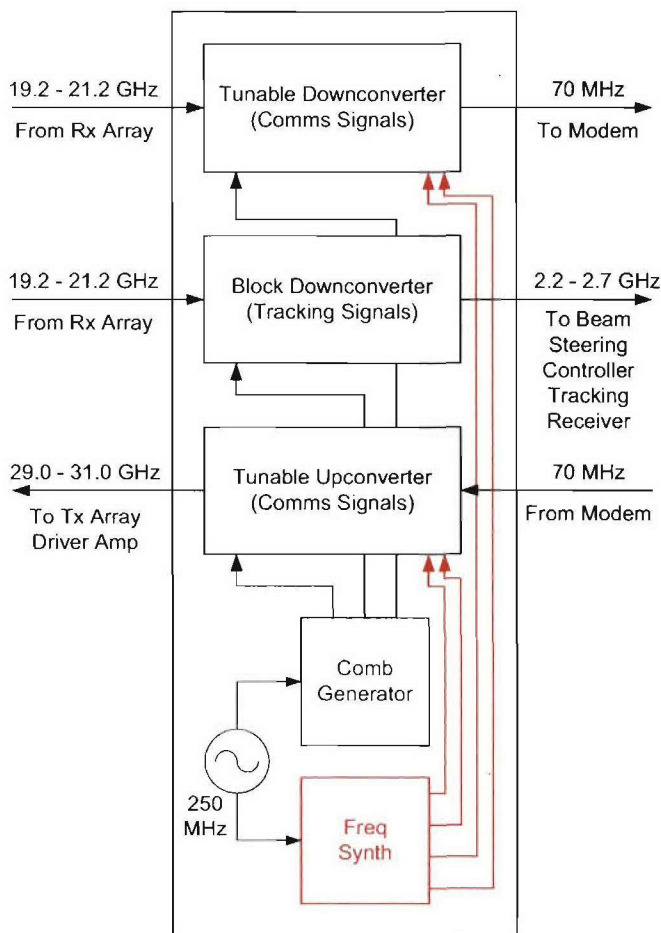 19.2 - 21.2 GHz
From Rx Array
Tunable Downconverter
(Comms Signals)
70 MHz
To Modem
19.2 - 21.2 GHz
From Rx Array
Block Downconverter
(Tracking Signals)
2.2 - 2.7 GHz
To Beam
Steering
Controller
Tracking
Receiver
29.0 - 31.0 GHz
To Tx Array
Driver Amp
Tunable Upconverter
(Comms Signals)
70 MHz
From Modem
Comb
Generator
250
MHz
Freq
Synth